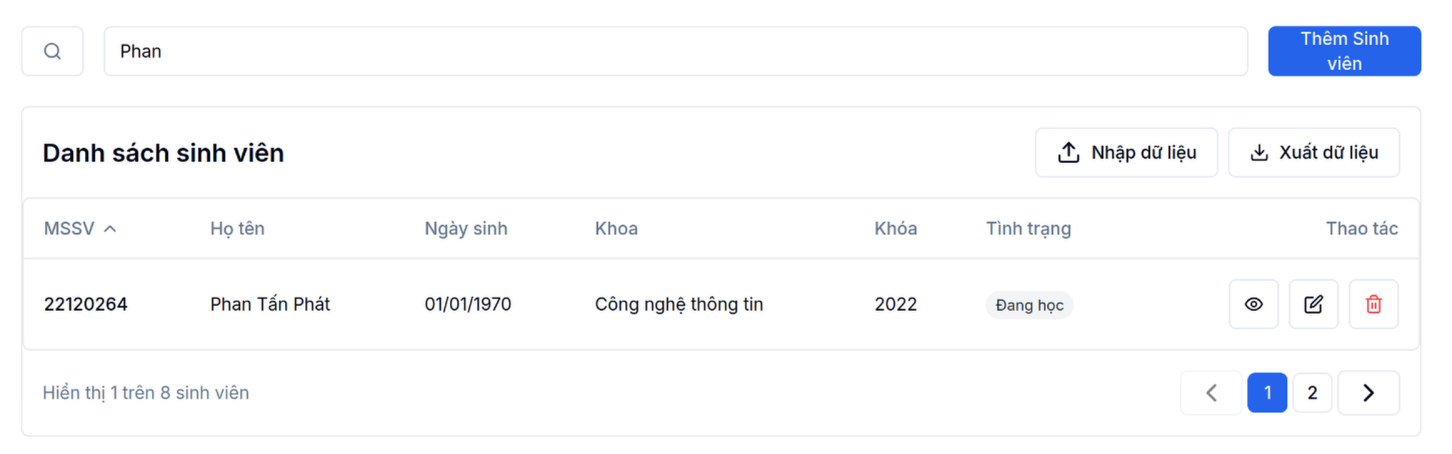 Phan
Thêm Sinh
viên
Danh sách sinh viên
Nhập dữ liệu
Xuất dữ liệu
MSSV Họ tên Ngày sinh Khoa Khóa Tình trạng Thao tác
22120264 Phan Tấn Phát 01/01/1970 Công nghệ thông tin 2022 Đang học
Hiển thị 1 trên 8 sinh viên
1 2